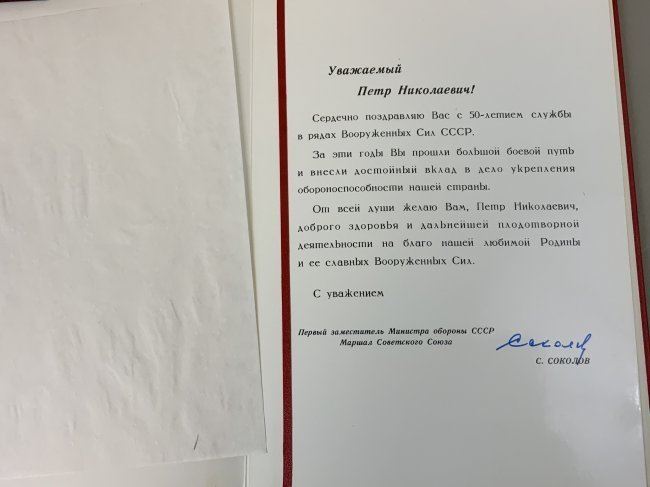 Уважаемый
Петр Николаевич!
Сердечно поздравляю Вас с 50-летием службы
в рядах Вооруженных Сил СССР.
За эти годы Вы прошли большой боевой путь
и внесли достойный вклад в дело укрепления
обороноспособности нашей страны.
От всей души желаю Вам, Петр Николаевич,
доброго здоровья и дальнейшей плодотворной
деятельности на благо нашей любимой Родины
и ее славных Вооруженных Сил.
С уважением
Первый заместитель Министра обороны СССР
Маршал Советского Союза
Соколов
С. СОКОЛОВ